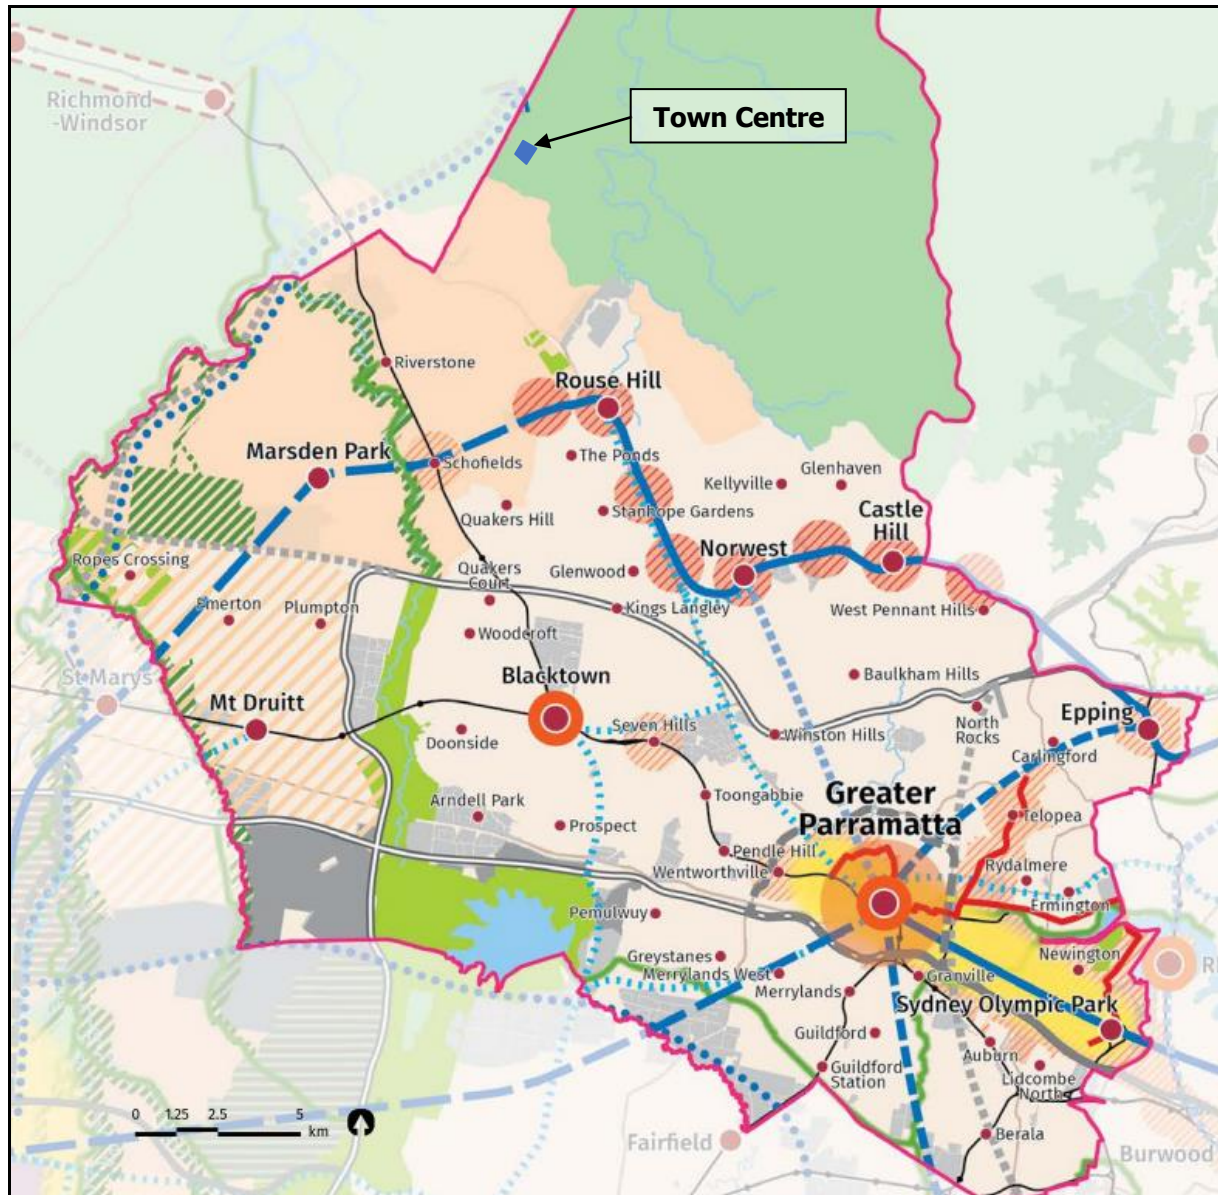 Town Centre
Richmond
-Windsor
Riverstone
Rouse Hill
Marsden Park
Schofields
The Ponds
Kellyville
Glenhaven
Quakers Hill
Stanhope Gardens
Castle
Hill
Norwest
Ropes Crossing
Quakers
Court
Glenwood
Emerton
Plumpton
Kings Langley
West Pennant Hills
Woodcroft
St Marys
Blacktown
Baulkham Hills
Mt Druitt
Doonside
Seven Hills
Winston Hills
North
Rocks
Epping
Carlingford
Toongabbie
Greater
Parramatta
Arndell Park
Prospect
Telopea
Pendle Hill
Wentworthville
Rydalmere
Ermington
Pemulwuy
Greystanes
Merrylands West
Newington
Granville
Merrylands
Sydney Olympic Park
Guildford
Auburn
Guildford
Station
Lidcombe
North
0 1.25 2.5 5
km
Fairfield
Berala
Burwood